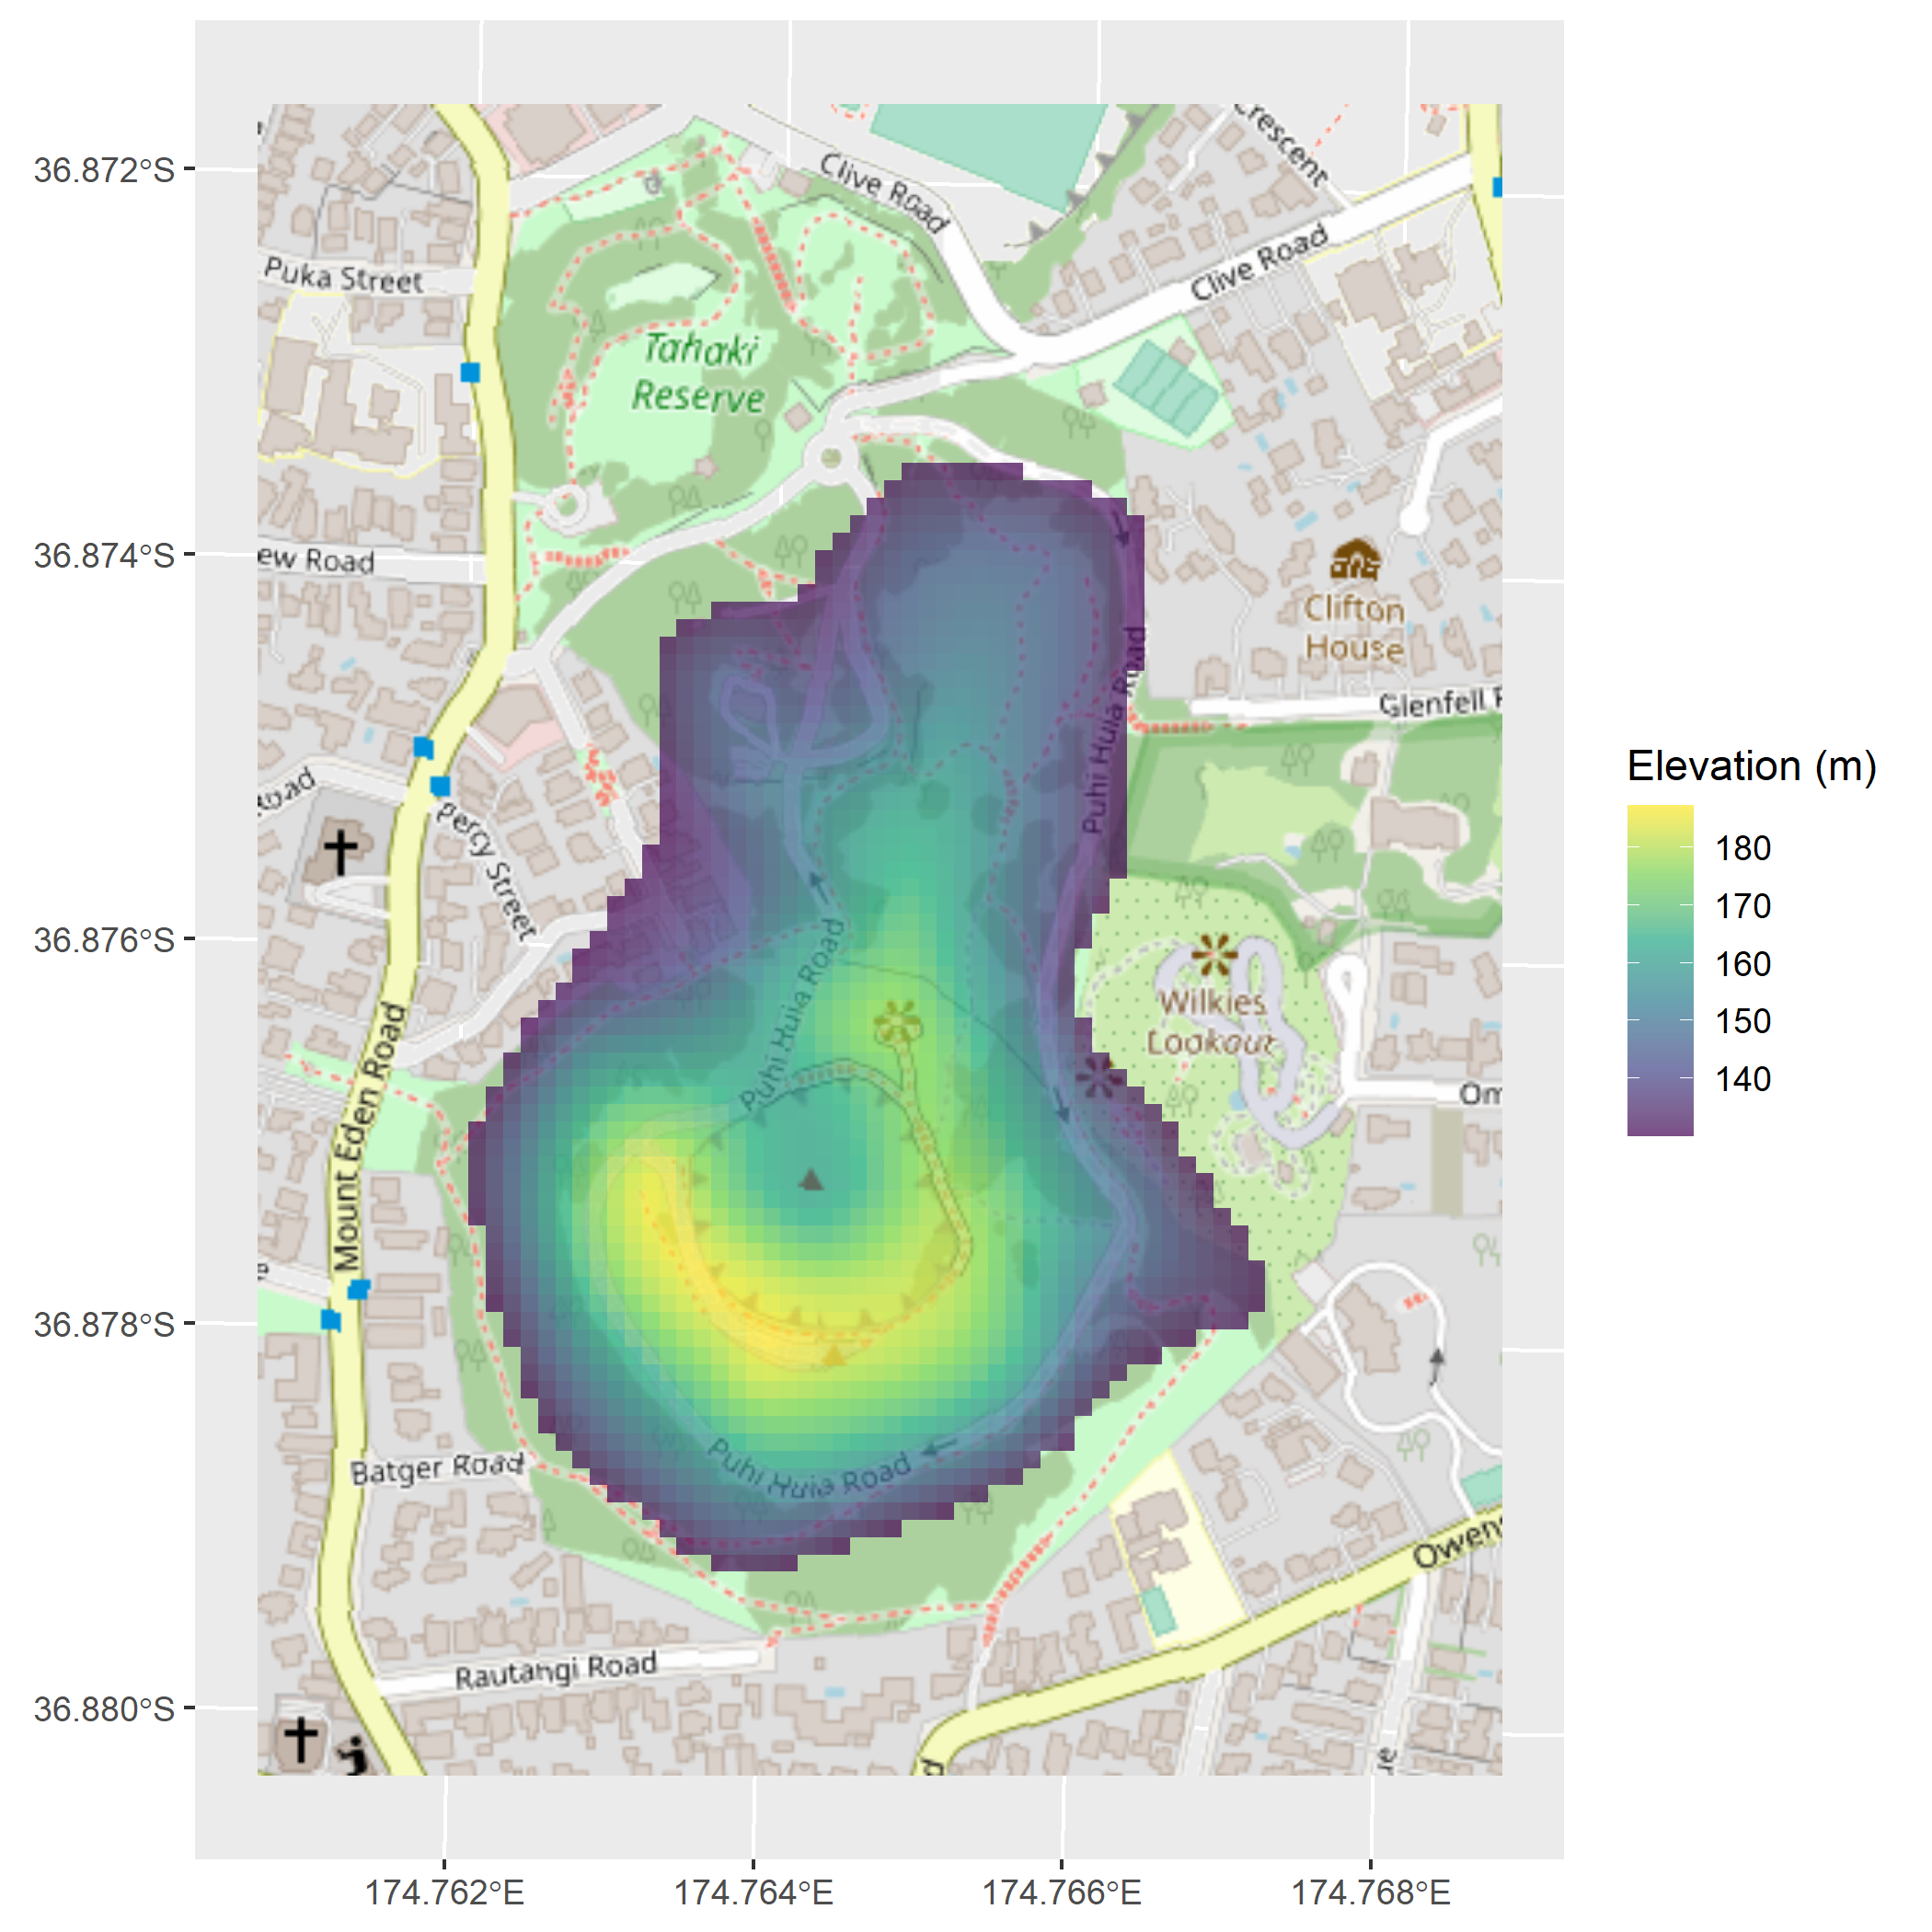 36.872°S
36.874°S
36.876°S
36.878°S
36.880°S
174.762°E
174.764°E
174.766°E
174.768°E
Crescent
Clive Road
Clive Road
Puka Street
Tahaki
Reserve
ew Road
Clifton
House
Glenfell R
Puhi Huia Road
Road
Percy Street
Puhi Huia Road
Wilkies
Lookout
Om
Mount Eden Road
Batger Road
Puhi Huia Road
Owens
Rautangi Road
Elevation (m)
180
170
160
150
140